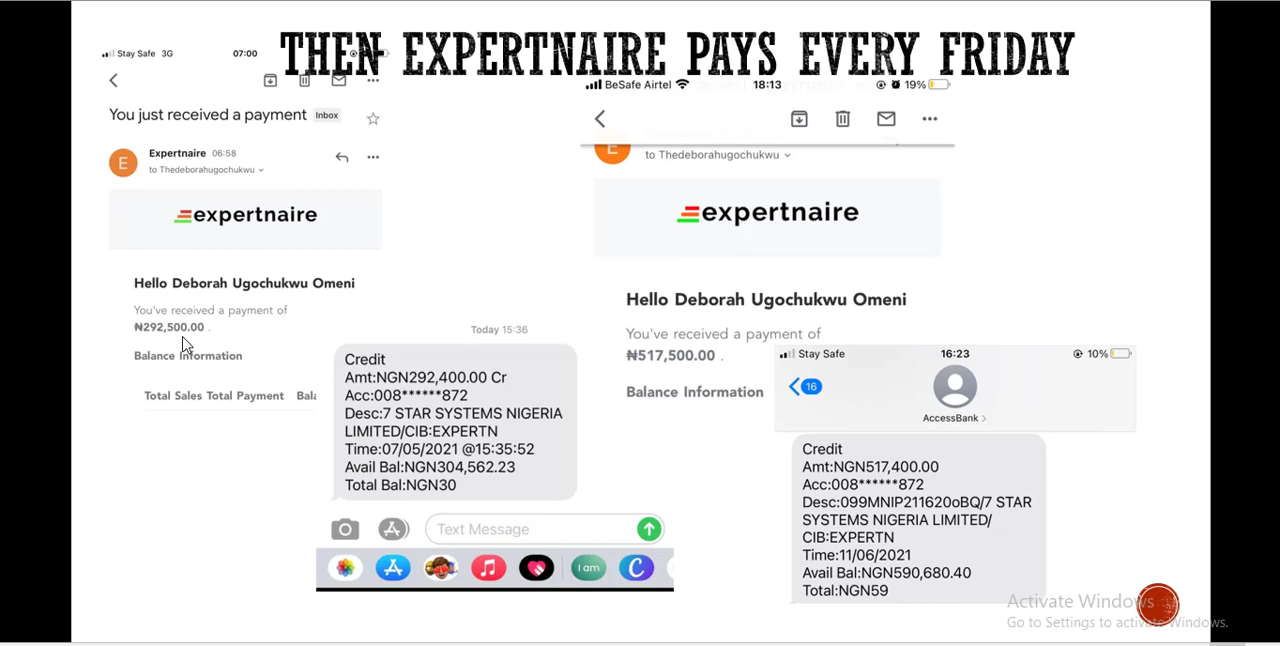 THEN EXPERTNAIRE PAYS EVERY FRIDAY
Stay Safe 3G 07:00
You just received a payment Inbox
E
Expertnaire 06:58
to Thedeborahugochukwu
expertnaire
Hello Deborah Ugochukwu Omeni
You've received a payment of
₦292,500.00 .
Balance Information
Total Sales Total Payment Bala
Today 15:36
Credit
Amt:NGN292,400.00 Cr
Acc:008******872
Desc:7 STAR SYSTEMS NIGERIA
LIMITED/CIB:EXPERTN
Time:07/05/2021 @15:35:52
Avail Bal:NGN304,562.23
Total Bal:NGN30
Text Message
I am
BeSafe Airtel 18:13 19%
to Thedeborahugochukwu
expertnaire
Hello Deborah Ugochukwu Omeni
You've received a payment of
₦517,500.00 .
Balance Information
Stay Safe 16:23 10%
16
AccessBank
Credit
Amt:NGN517,400.00
Acc:008******872
Desc:099MNIP211620oBQ/7 STAR
SYSTEMS NIGERIA LIMITED/
CIB:EXPERTN
Time:11/06/2021
Avail Bal:NGN590,680.40
Total:NGN59
Activate Windows
Go to Settings to activate Windows.